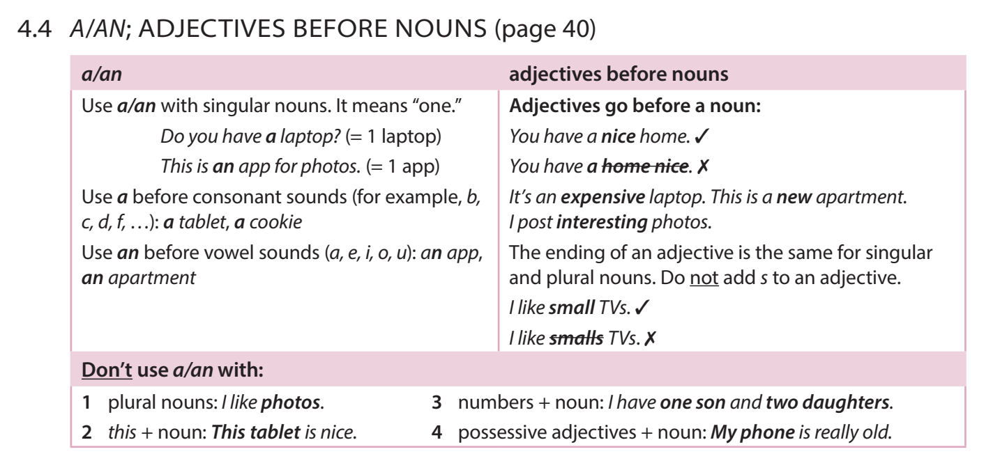 4.4 A/AN; ADJECTIVES BEFORE NOUNS (page 40)
a/an
Use a/an with singular nouns. It means “one.”
Do you have a laptop? (= 1 laptop)
This is an app for photos. (= 1 app)
Use a before consonant sounds (for example, b,
c, d, f, …): a tablet, a cookie
Use an before vowel sounds (a, e, i, o, u): an app,
an apartment
adjectives before nouns
Adjectives go before a noun:
You have a nice home. ✓
You have a home nice. ✗
It’s an expensive laptop. This is a new apartment.
I post interesting photos.
The ending of an adjective is the same for singular
and plural nouns. Do not add s to an adjective.
I like small TVs. ✓
I like smalls TVs. ✗
Don’t use a/an with:
1 plural nouns: I like photos.
2 this + noun: This tablet is nice.
3 numbers + noun: I have one son and two daughters.
4 possessive adjectives + noun: My phone is really old.